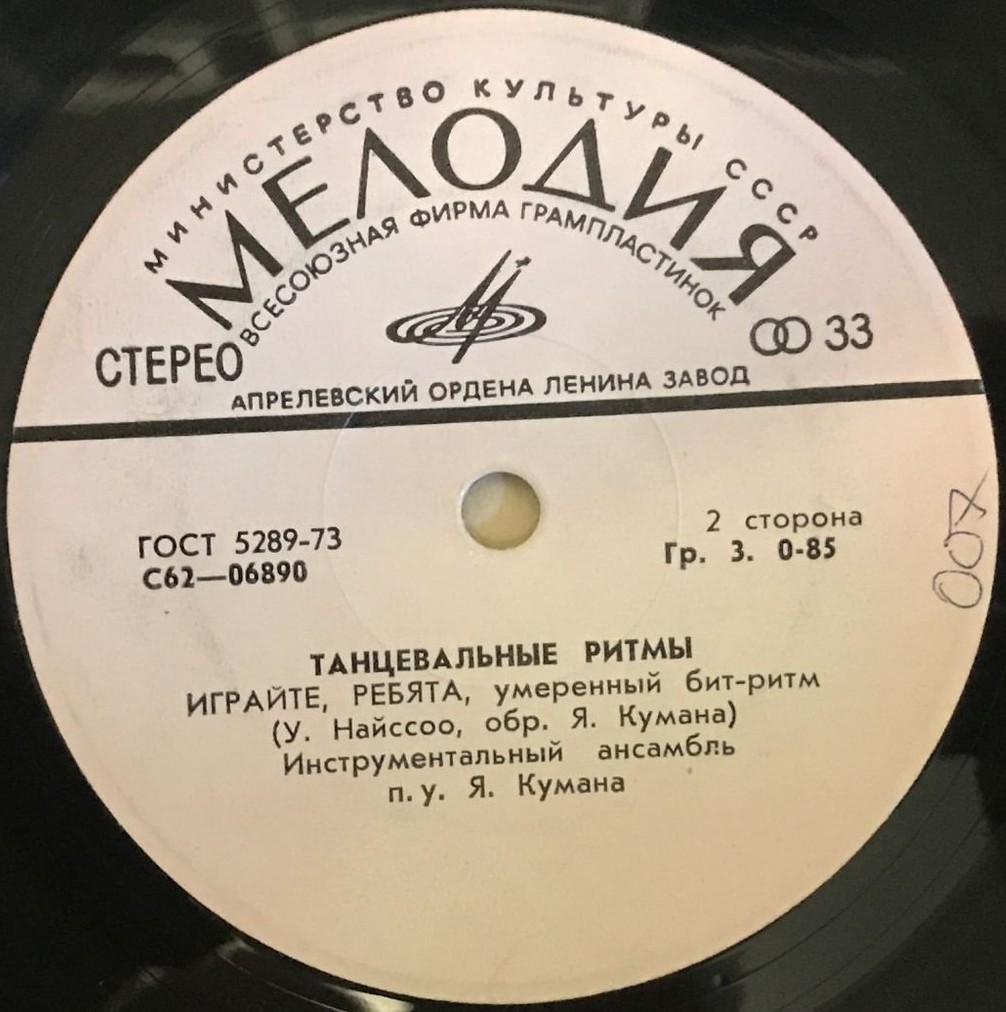 МИНИСТЕРСТВО КУЛЬТУРЫ СССР
МЕЛОДИЯ
ВСЕСОЮЗНАЯ ФИРМА ГРАМПЛАСТИНОК
СТЕРЕО
33
АПРЕЛЕВСКИЙ ОРДЕНА ЛЕНИНА ЗАВОД
ГОСТ 5289-73
С62—06890
2 сторона
Гр. 3. 0-85
ТАНЦЕВАЛЬНЫЕ РИТМЫ
ИГРАЙТЕ, РЕБЯТА, умеренный бит-ритм
(У. Найссоо, обр. Я. Кумана)
Инструментальный ансамбль
п. у. Я. Кумана